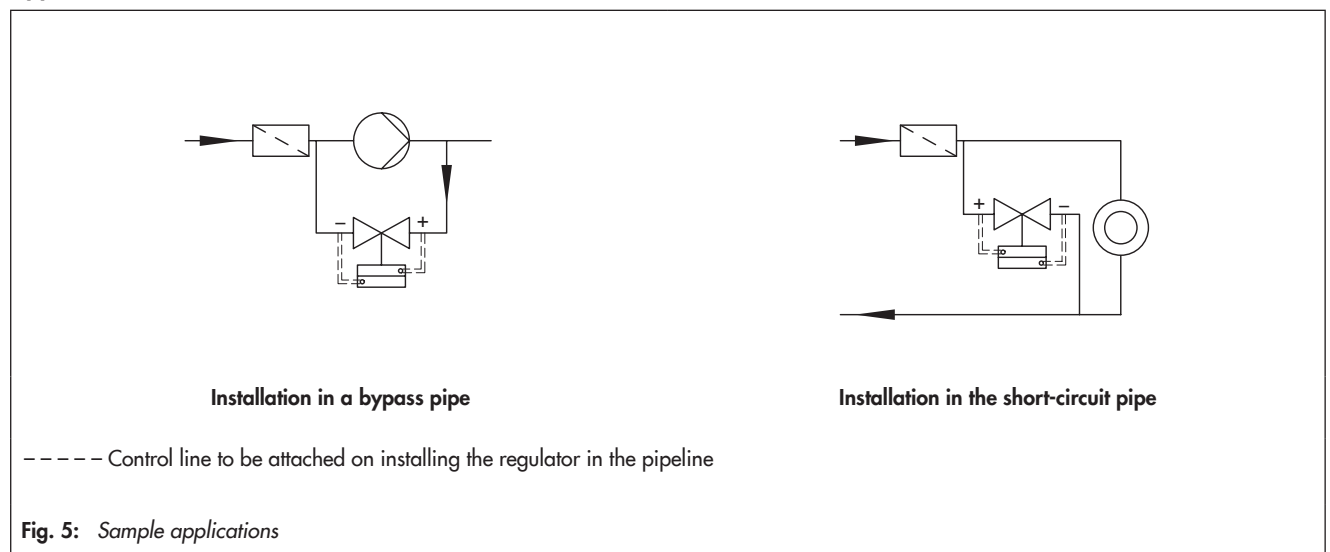 − +
+ −
Installation in a bypass pipe
Installation in the short-circuit pipe
– – – – – Control line to be attached on installing the regulator in the pipeline
Fig. 5: Sample applications